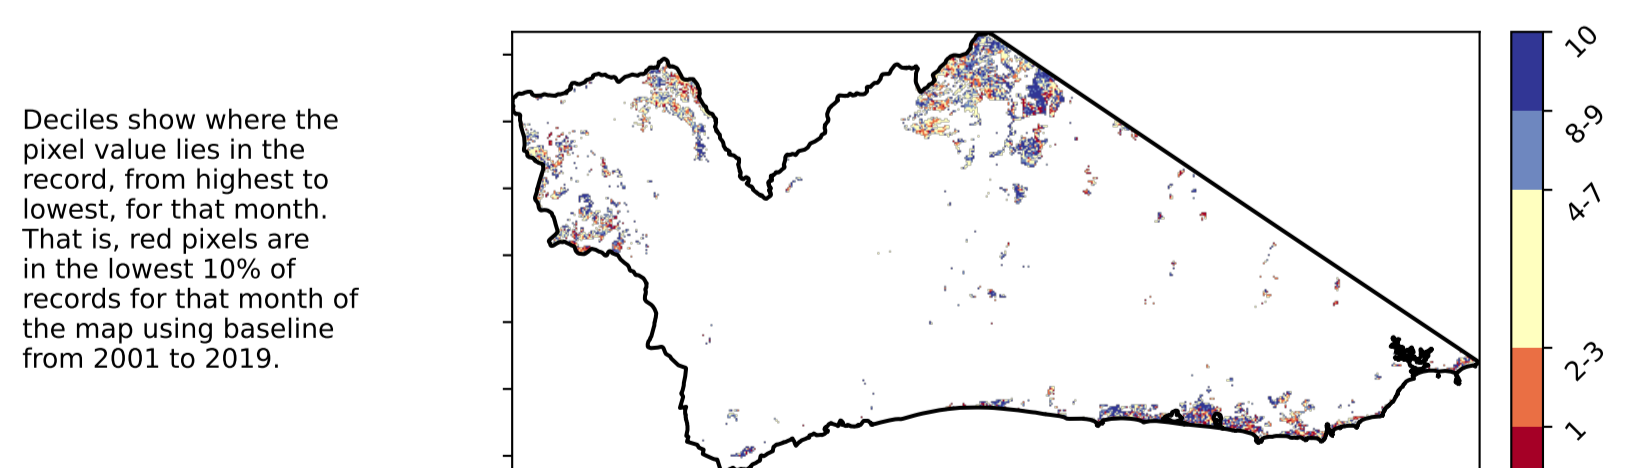 Deciles show where the
pixel value lies in the
record, from highest to
lowest, for that month.
That is, red pixels are
in the lowest 10% of
records for that month of
the map using baseline
from 2001 to 2019.
10
8-9
4-7
2-3
1